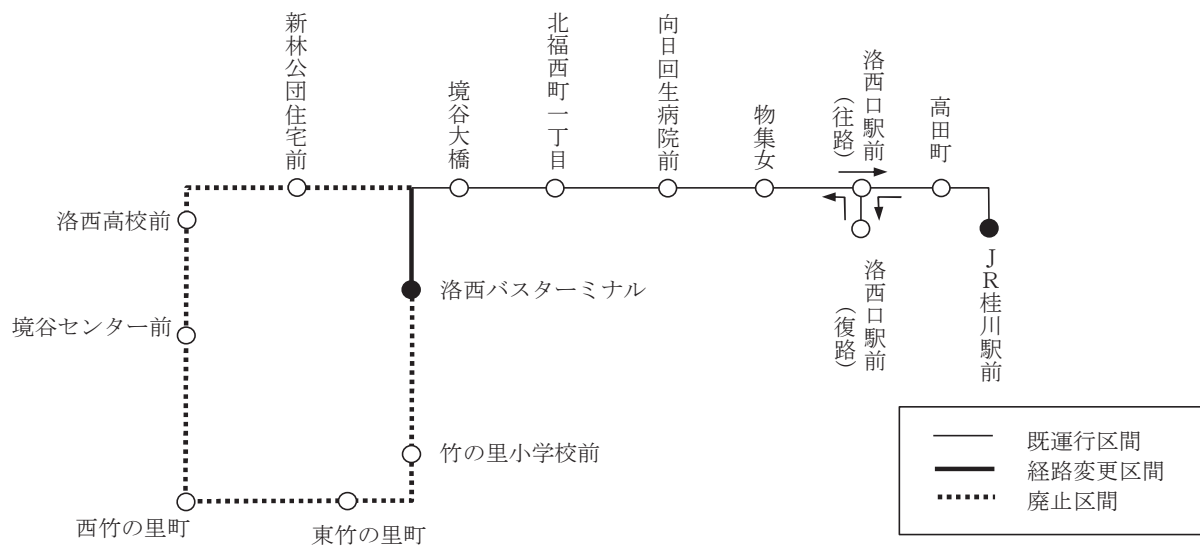 新林公団住宅前
境谷大橋
北福西町一丁目
向日回生病院前
物集女
洛西口駅前
(往路)
高田町
洛西高校前
境谷センター前
西竹の里町
東竹の里町
竹の里小学校前
洛西バスターミナル
洛西口駅前
(復路)
JR桂川駅前
既運行区間
経路変更区間
廃止区間